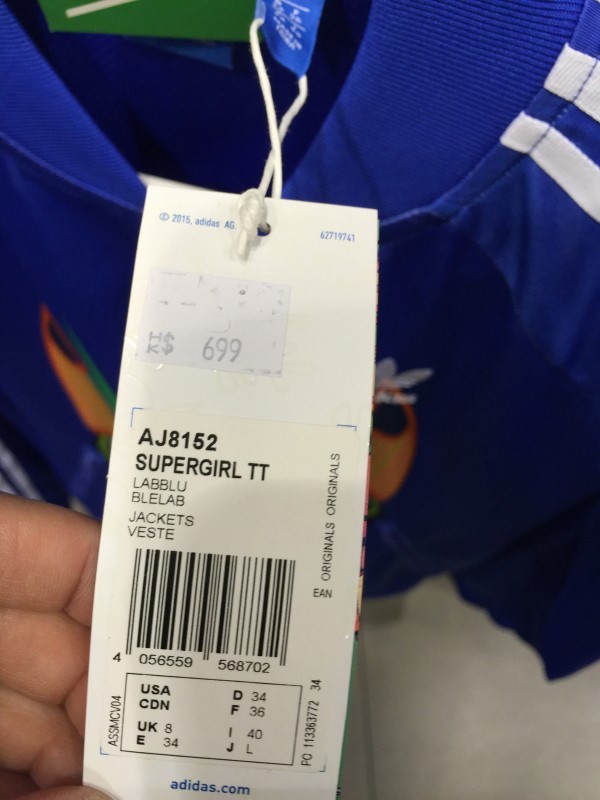 © 2015, adidas AG.
62719741
HK$ 699
AJ8152
SUPERGIRL TT
LABBLU
BLELAB
JACKETS
VESTE
EAN ORIGINALS ORIGINALS
4 056559 568702
USA
CDN
UK 8
E 34
D 34
F 36
I 40
J L
ASSMCV04
PO 113363772 34
adidas.com